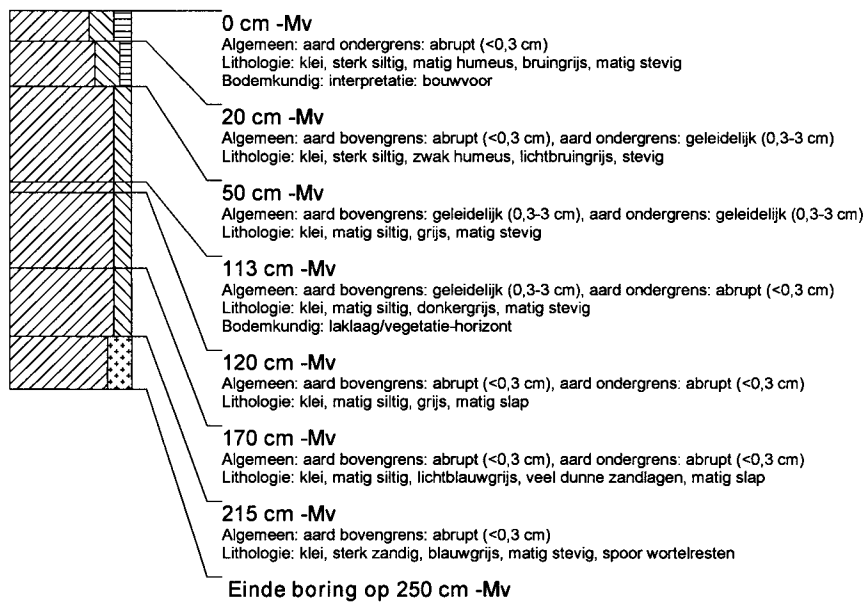 0 cm -Mv
Algemeen: aard ondergrens: abrupt (<0,3 cm)
Lithologie: klei, sterk siltig, matig humeus, bruingrijs, matig stevig
Bodemkundig: interpretatie: bouwvoor
20 cm -Mv
Algemeen: aard bovengrens: abrupt (<0,3 cm), aard ondergrens: geleidelijk (0,3-3 cm)
Lithologie: klei, sterk siltig, zwak humeus, lichtbruingrijs, stevig
50 cm -Mv
Algemeen: aard bovengrens: geleidelijk (0,3-3 cm), aard ondergrens: geleidelijk (0,3-3 cm)
Lithologie: klei, matig siltig, grijs, matig stevig
113 cm -Mv
Algemeen: aard bovengrens: geleidelijk (0,3-3 cm), aard ondergrens: abrupt (<0,3 cm)
Lithologie: klei, matig siltig, donkergrijs, matig stevig
Bodemkundig: laklaag/vegetatie-horizont
120 cm -Mv
Algemeen: aard bovengrens: abrupt (<0,3 cm), aard ondergrens: abrupt (<0,3 cm)
Lithologie: klei, matig siltig, grijs, matig slap
170 cm -Mv
Algemeen: aard bovengrens: abrupt (<0,3 cm), aard ondergrens: abrupt (<0,3 cm)
Lithologie: klei, matig siltig, lichtblauwgrijs, veel dunne zandlagen, matig slap
215 cm -Mv
Algemeen: aard bovengrens: abrupt (<0,3 cm)
Lithologie: klei, sterk zandig, blauwgrijs, matig stevig, spoor wortelresten
Einde boring op 250 cm -Mv